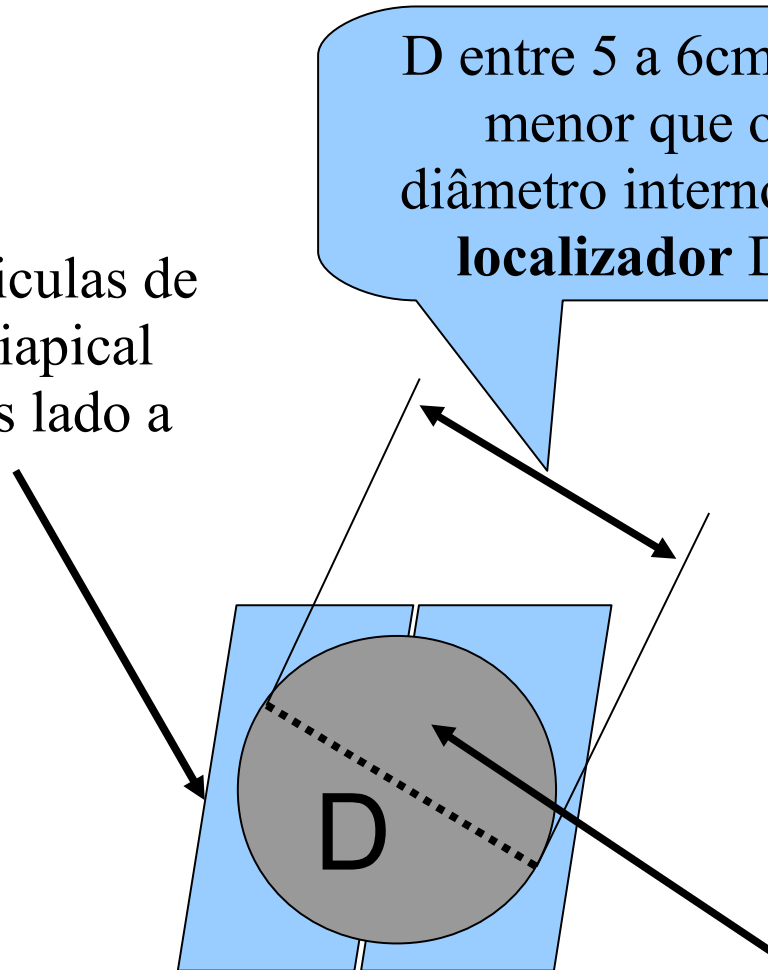 D entre 5 a 6cm
menor que o
diâmetro interno
localizador D
iculas de
iapical
s lado a
D